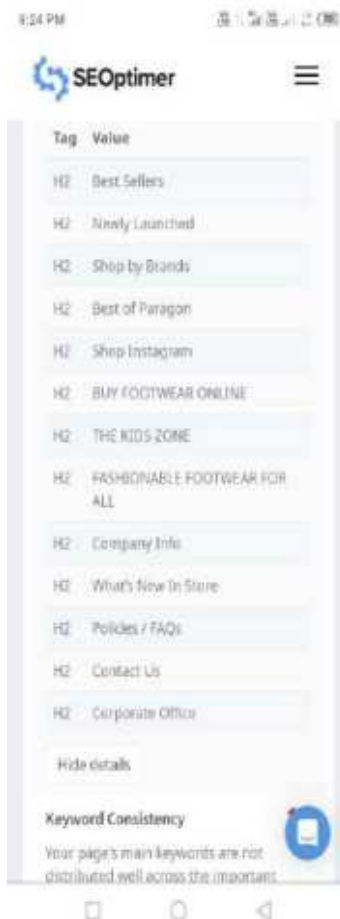 8:24 PM
SEOptimer
Tag Value
H2 Best Sellers
H2 Newly Launched
H2 Shop by Brands
H2 Best of Paragon
H2 Shop Instagram
H2 BUY FOOTWEAR ONLINE
H2 THE KIDS ZONE
H2 FASHIONABLE FOOTWEAR FOR
ALL
H2 Company Info
H2 What's New In Store
H2 Policies / FAQs
H2 Contact Us
H2 Corporate Office
Hide details
Keyword Consistency
Your page's main keywords are not
distributed well across the important